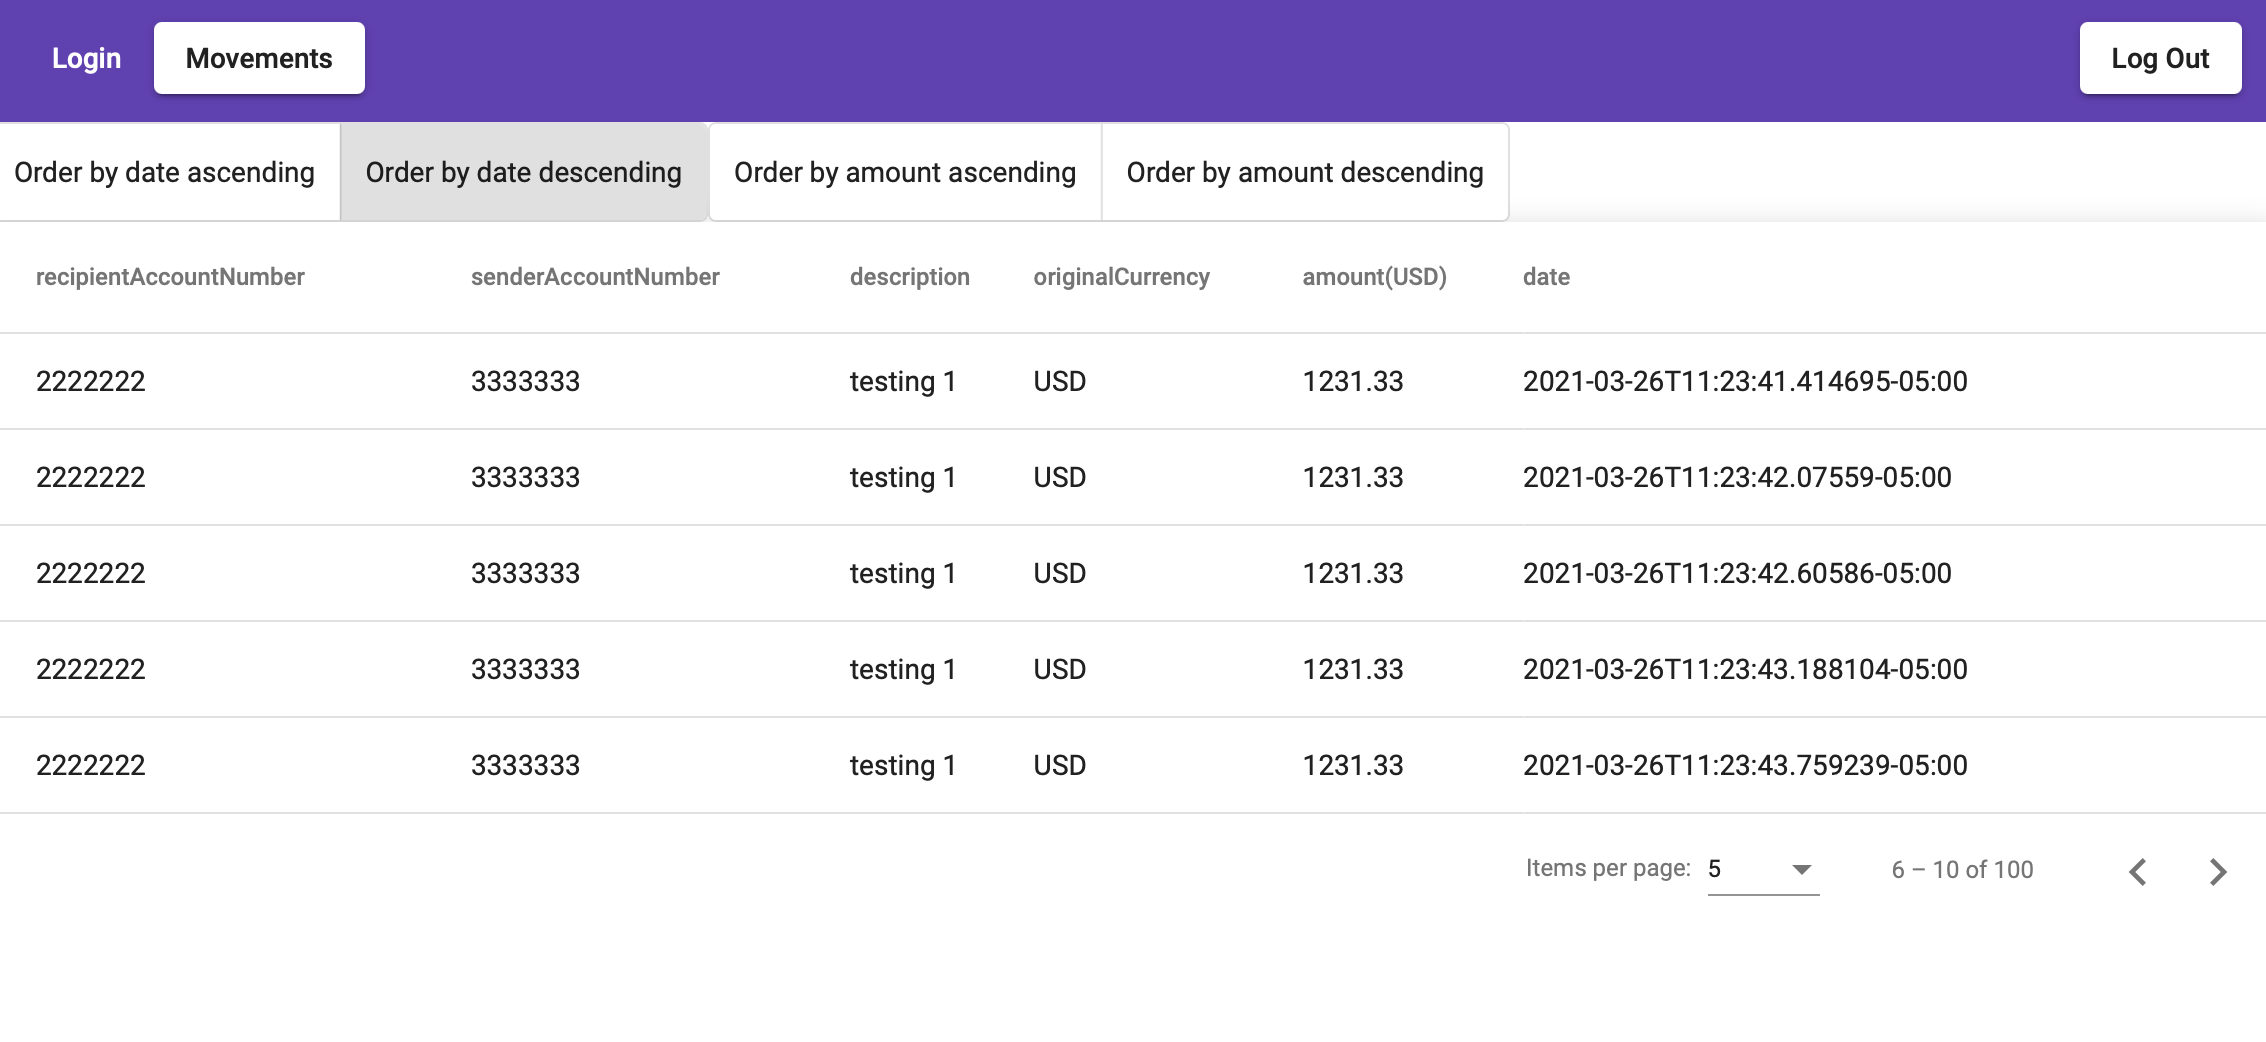 Login Movements Log Out
Order by date ascending Order by date descending Order by amount ascending Order by amount descending
recipientAccountNumber senderAccountNumber description originalCurrency amount(USD) date
2222222 3333333 testing 1 USD 1231.33 2021-03-26T11:23:41.414695-05:00
2222222 3333333 testing 1 USD 1231.33 2021-03-26T11:23:42.07559-05:00
2222222 3333333 testing 1 USD 1231.33 2021-03-26T11:23:42.60586-05:00
2222222 3333333 testing 1 USD 1231.33 2021-03-26T11:23:43.188104-05:00
2222222 3333333 testing 1 USD 1231.33 2021-03-26T11:23:43.759239-05:00
Items per page: 5 6 – 10 of 100